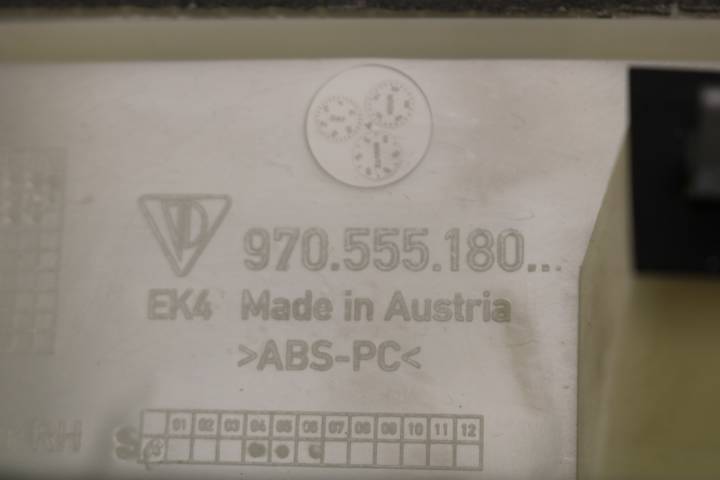 970.555.180...
EK4 Made in Austria
>ABS-PC<
RH
01 02 03 04 05 06 07 08 09 10 11 12